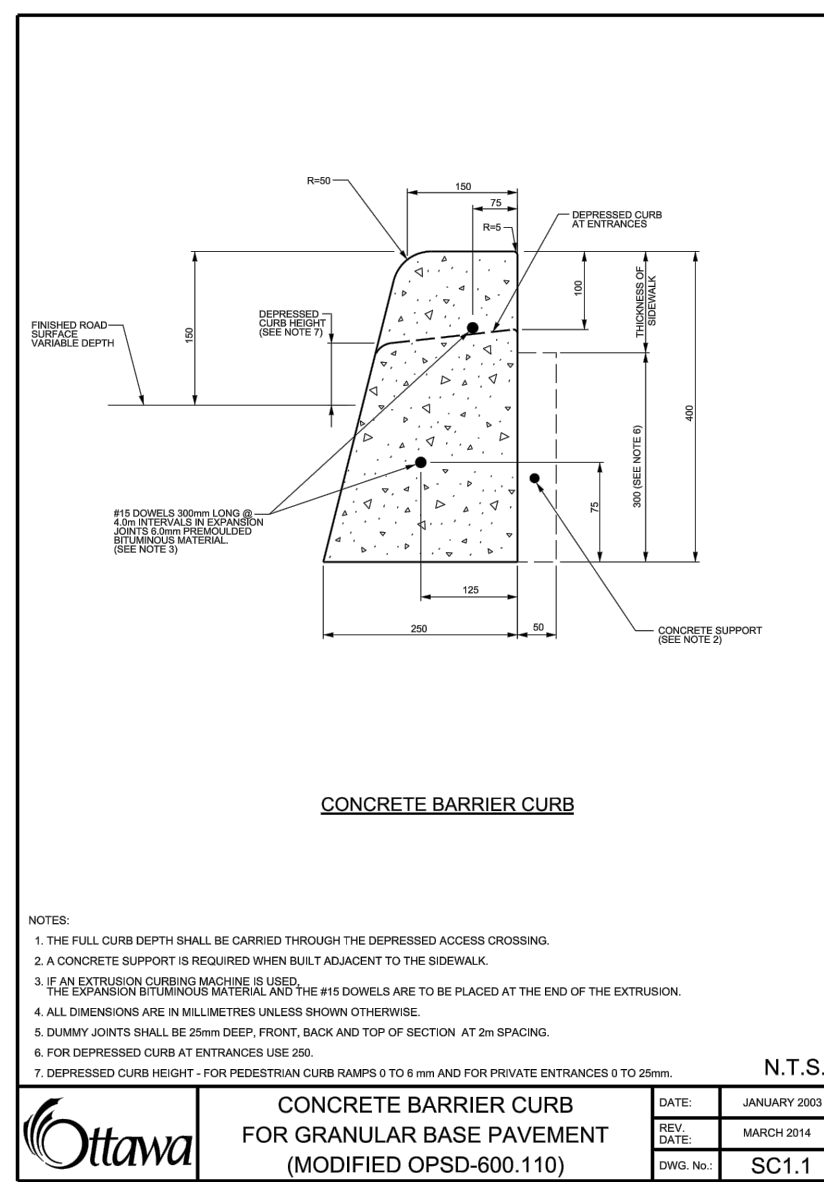 R=50
150
75
R=5
DEPRESSED CURB
AT ENTRANCES
100
THICKNESS OF
SIDEWALK
DEPRESSED
CURB HEIGHT
(SEE NOTE 7)
150
FINISHED ROAD
SURFACE
VARIABLE DEPTH
400
300 (SEE NOTE 6)
75
#15 DOWELS 300mm LONG @
4.0m INTERVALS IN EXPANSION
JOINTS 6.0mm PREMOULDED
BITUMINOUS MATERIAL.
(SEE NOTE 3)
125
250
50
CONCRETE SUPPORT
(SEE NOTE 2)
CONCRETE BARRIER CURB
NOTES:
1. THE FULL CURB DEPTH SHALL BE CARRIED THROUGH THE DEPRESSED ACCESS CROSSING.
2. A CONCRETE SUPPORT IS REQUIRED WHEN BUILT ADJACENT TO THE SIDEWALK.
3. IF AN EXTRUSION CURBING MACHINE IS USED,
THE EXPANSION BITUMINOUS MATERIAL AND THE #15 DOWELS ARE TO BE PLACED AT THE END OF THE EXTRUSION.
4. ALL DIMENSIONS ARE IN MILLIMETRES UNLESS SHOWN OTHERWISE.
5. DUMMY JOINTS SHALL BE 25mm DEEP, FRONT, BACK AND TOP OF SECTION AT 2m SPACING.
6. FOR DEPRESSED CURB AT ENTRANCES USE 250.
7. DEPRESSED CURB HEIGHT - FOR PEDESTRIAN CURB RAMPS 0 TO 6 mm AND FOR PRIVATE ENTRANCES 0 TO 25mm.
N.T.S.
Ottawa
CONCRETE BARRIER CURB
FOR GRANULAR BASE PAVEMENT
(MODIFIED OPSD-600.110)
DATE: JANUARY 2003
REV.
DATE: MARCH 2014
DWG. No.: SC1.1